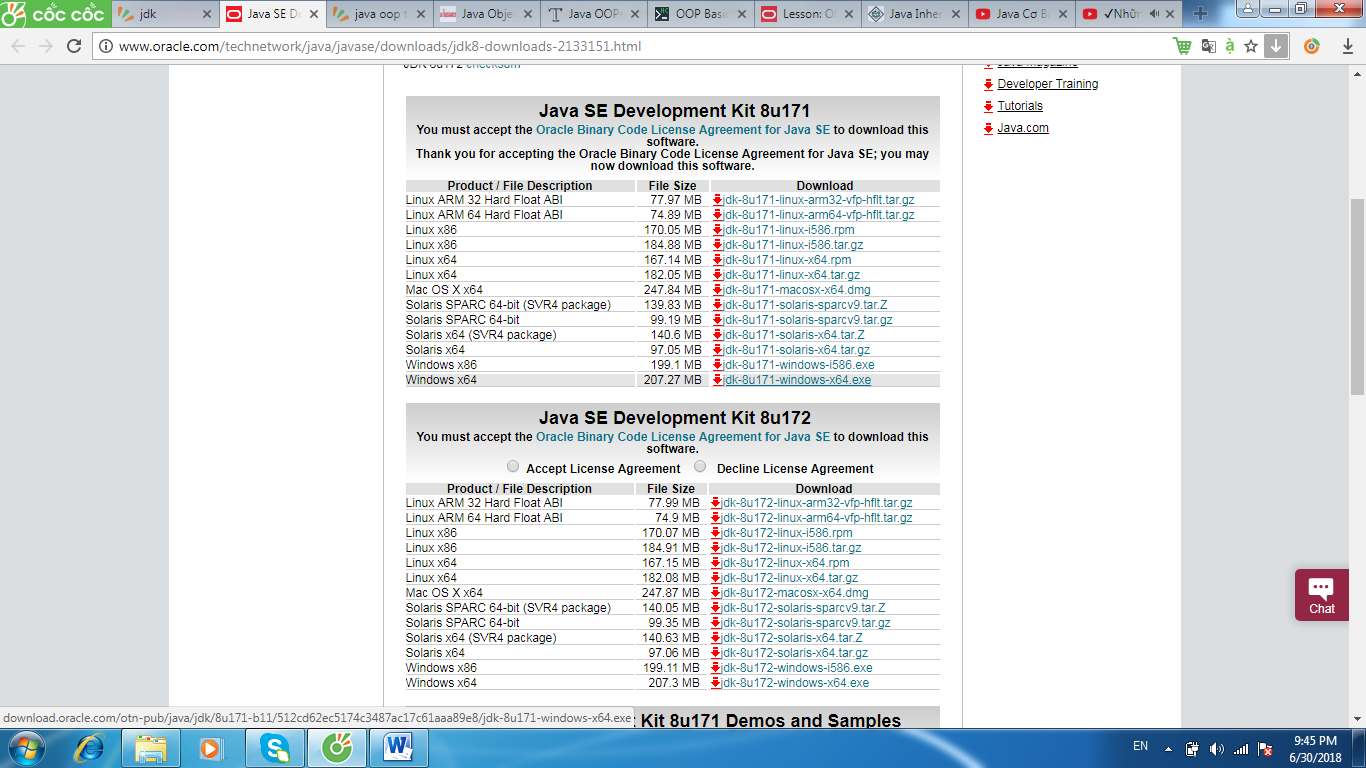 cốc cốc
jdk
Java SE De
java oop t
Java Obje
Java OOP
OOP Basic
Lesson: O
Java Inher
Java Cơ B
✓Nhữn
www.oracle.com/technetwork/java/javase/downloads/jdk8-downloads-2133151.html
JDK 8u172 checksum
Java Magazine
Developer Training
Tutorials
Java.com
Java SE Development Kit 8u171
You must accept the Oracle Binary Code License Agreement for Java SE to download this
software.
Thank you for accepting the Oracle Binary Code License Agreement for Java SE; you may
now download this software.
Product / File Description File Size Download
Linux ARM 32 Hard Float ABI 77.97 MB jdk-8u171-linux-arm32-vfp-hflt.tar.gz
Linux ARM 64 Hard Float ABI 74.89 MB jdk-8u171-linux-arm64-vfp-hflt.tar.gz
Linux x86 170.05 MB jdk-8u171-linux-i586.rpm
Linux x86 184.88 MB jdk-8u171-linux-i586.tar.gz
Linux x64 167.14 MB jdk-8u171-linux-x64.rpm
Linux x64 182.05 MB jdk-8u171-linux-x64.tar.gz
Mac OS X x64 247.84 MB jdk-8u171-macosx-x64.dmg
Solaris SPARC 64-bit (SVR4 package) 139.83 MB jdk-8u171-solaris-sparcv9.tar.Z
Solaris SPARC 64-bit 99.19 MB jdk-8u171-solaris-sparcv9.tar.gz
Solaris x64 (SVR4 package) 140.6 MB jdk-8u171-solaris-x64.tar.Z
Solaris x64 97.05 MB jdk-8u171-solaris-x64.tar.gz
Windows x86 199.1 MB jdk-8u171-windows-i586.exe
Windows x64 207.27 MB jdk-8u171-windows-x64.exe
Java SE Development Kit 8u172
You must accept the Oracle Binary Code License Agreement for Java SE to download this
software.
Accept License Agreement Decline License Agreement
Product / File Description File Size Download
Linux ARM 32 Hard Float ABI 77.99 MB jdk-8u172-linux-arm32-vfp-hflt.tar.gz
Linux ARM 64 Hard Float ABI 74.9 MB jdk-8u172-linux-arm64-vfp-hflt.tar.gz
Linux x86 170.07 MB jdk-8u172-linux-i586.rpm
Linux x86 184.91 MB jdk-8u172-linux-i586.tar.gz
Linux x64 167.15 MB jdk-8u172-linux-x64.rpm
Linux x64 182.08 MB jdk-8u172-linux-x64.tar.gz
Mac OS X x64 247.87 MB jdk-8u172-macosx-x64.dmg
Solaris SPARC 64-bit (SVR4 package) 140.05 MB jdk-8u172-solaris-sparcv9.tar.Z
Solaris SPARC 64-bit 99.35 MB jdk-8u172-solaris-sparcv9.tar.gz
Solaris x64 (SVR4 package) 140.63 MB jdk-8u172-solaris-x64.tar.Z
Solaris x64 97.06 MB jdk-8u172-solaris-x64.tar.gz
Windows x86 199.11 MB jdk-8u172-windows-i586.exe
Windows x64 207.3 MB jdk-8u172-windows-x64.exe
Chat
download.oracle.com/otn-pub/java/jdk/8u171-b11/512cd62ec5174c3487ac17c61aaa89e8/jdk-8u171-windows-x64.exe
Kit 8u171 Demos and Samples
EN
9:45 PM
6/30/2018